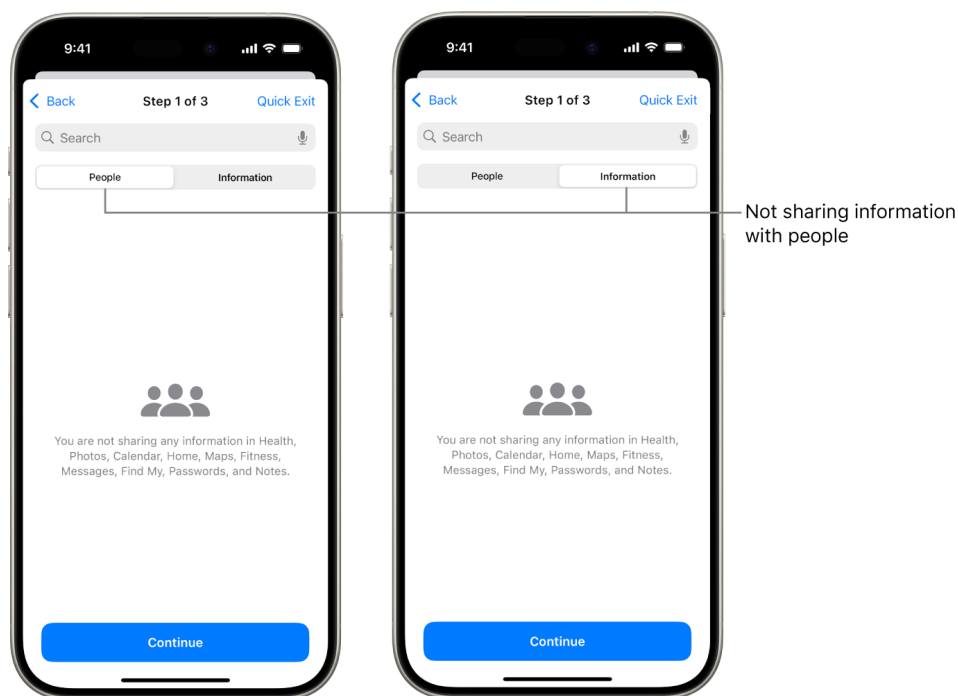 9:41
Back
Step 1 of 3
Quick Exit
Search
People
Information
You are not sharing any information in Health,
Photos, Calendar, Home, Maps, Fitness,
Messages, Find My, Passwords, and Notes.
Continue
9:41
Back
Step 1 of 3
Quick Exit
Search
People
Information
You are not sharing any information in Health,
Photos, Calendar, Home, Maps, Fitness,
Messages, Find My, Passwords, and Notes.
Continue
Not sharing information
with people